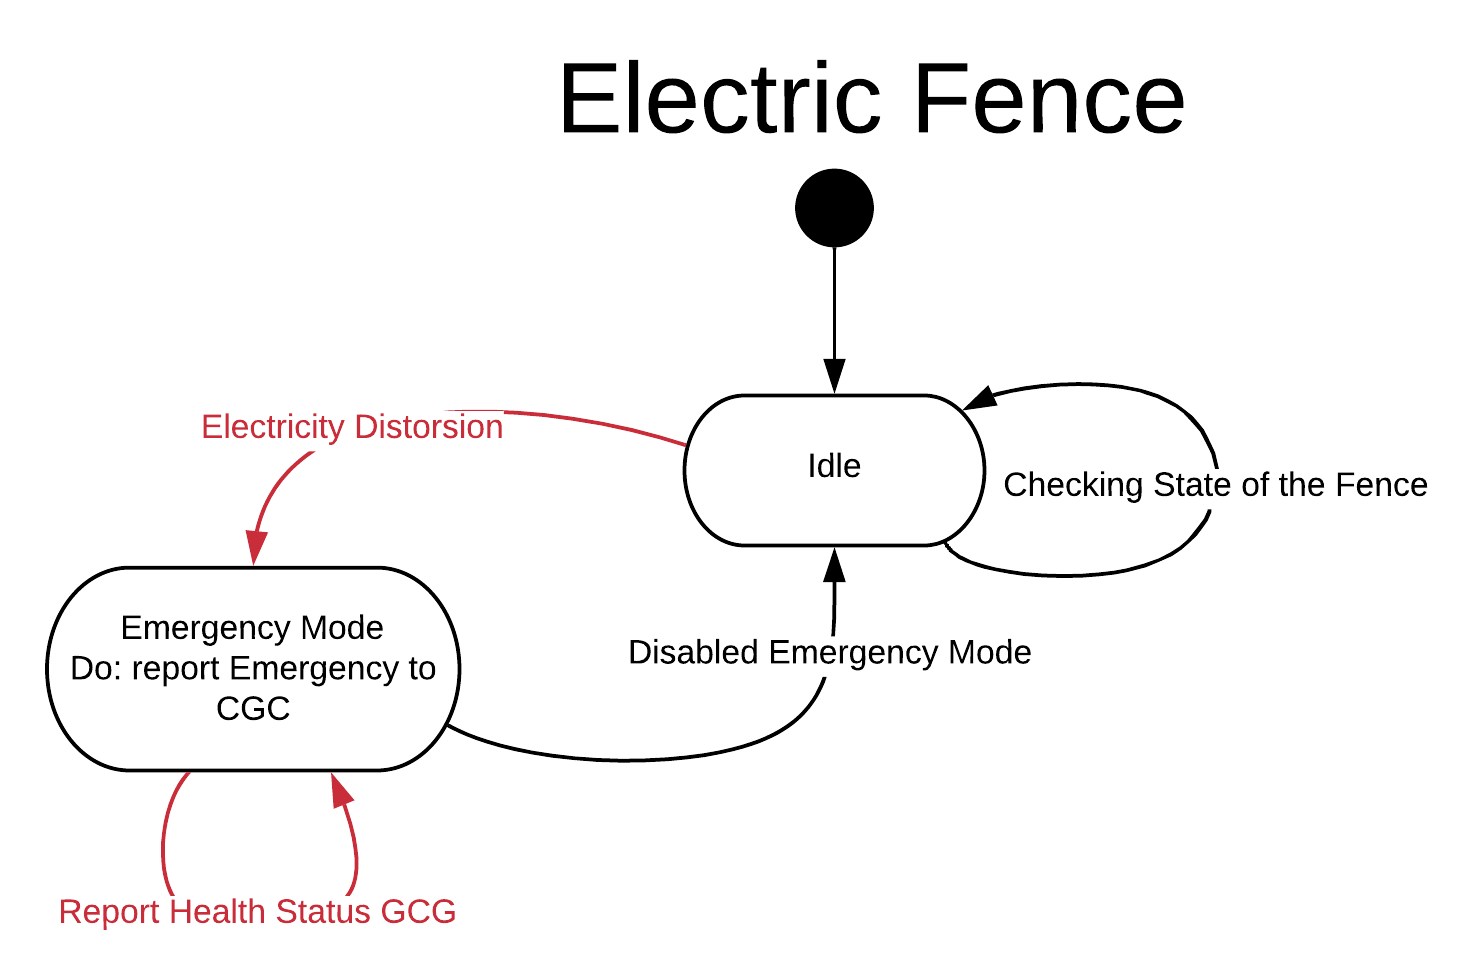 Electric Fence
Electricity Distorsion
Idle
Checking State of the Fence
Emergency Mode
Do: report Emergency to
CGC
Disabled Emergency Mode
Report Health Status GCG